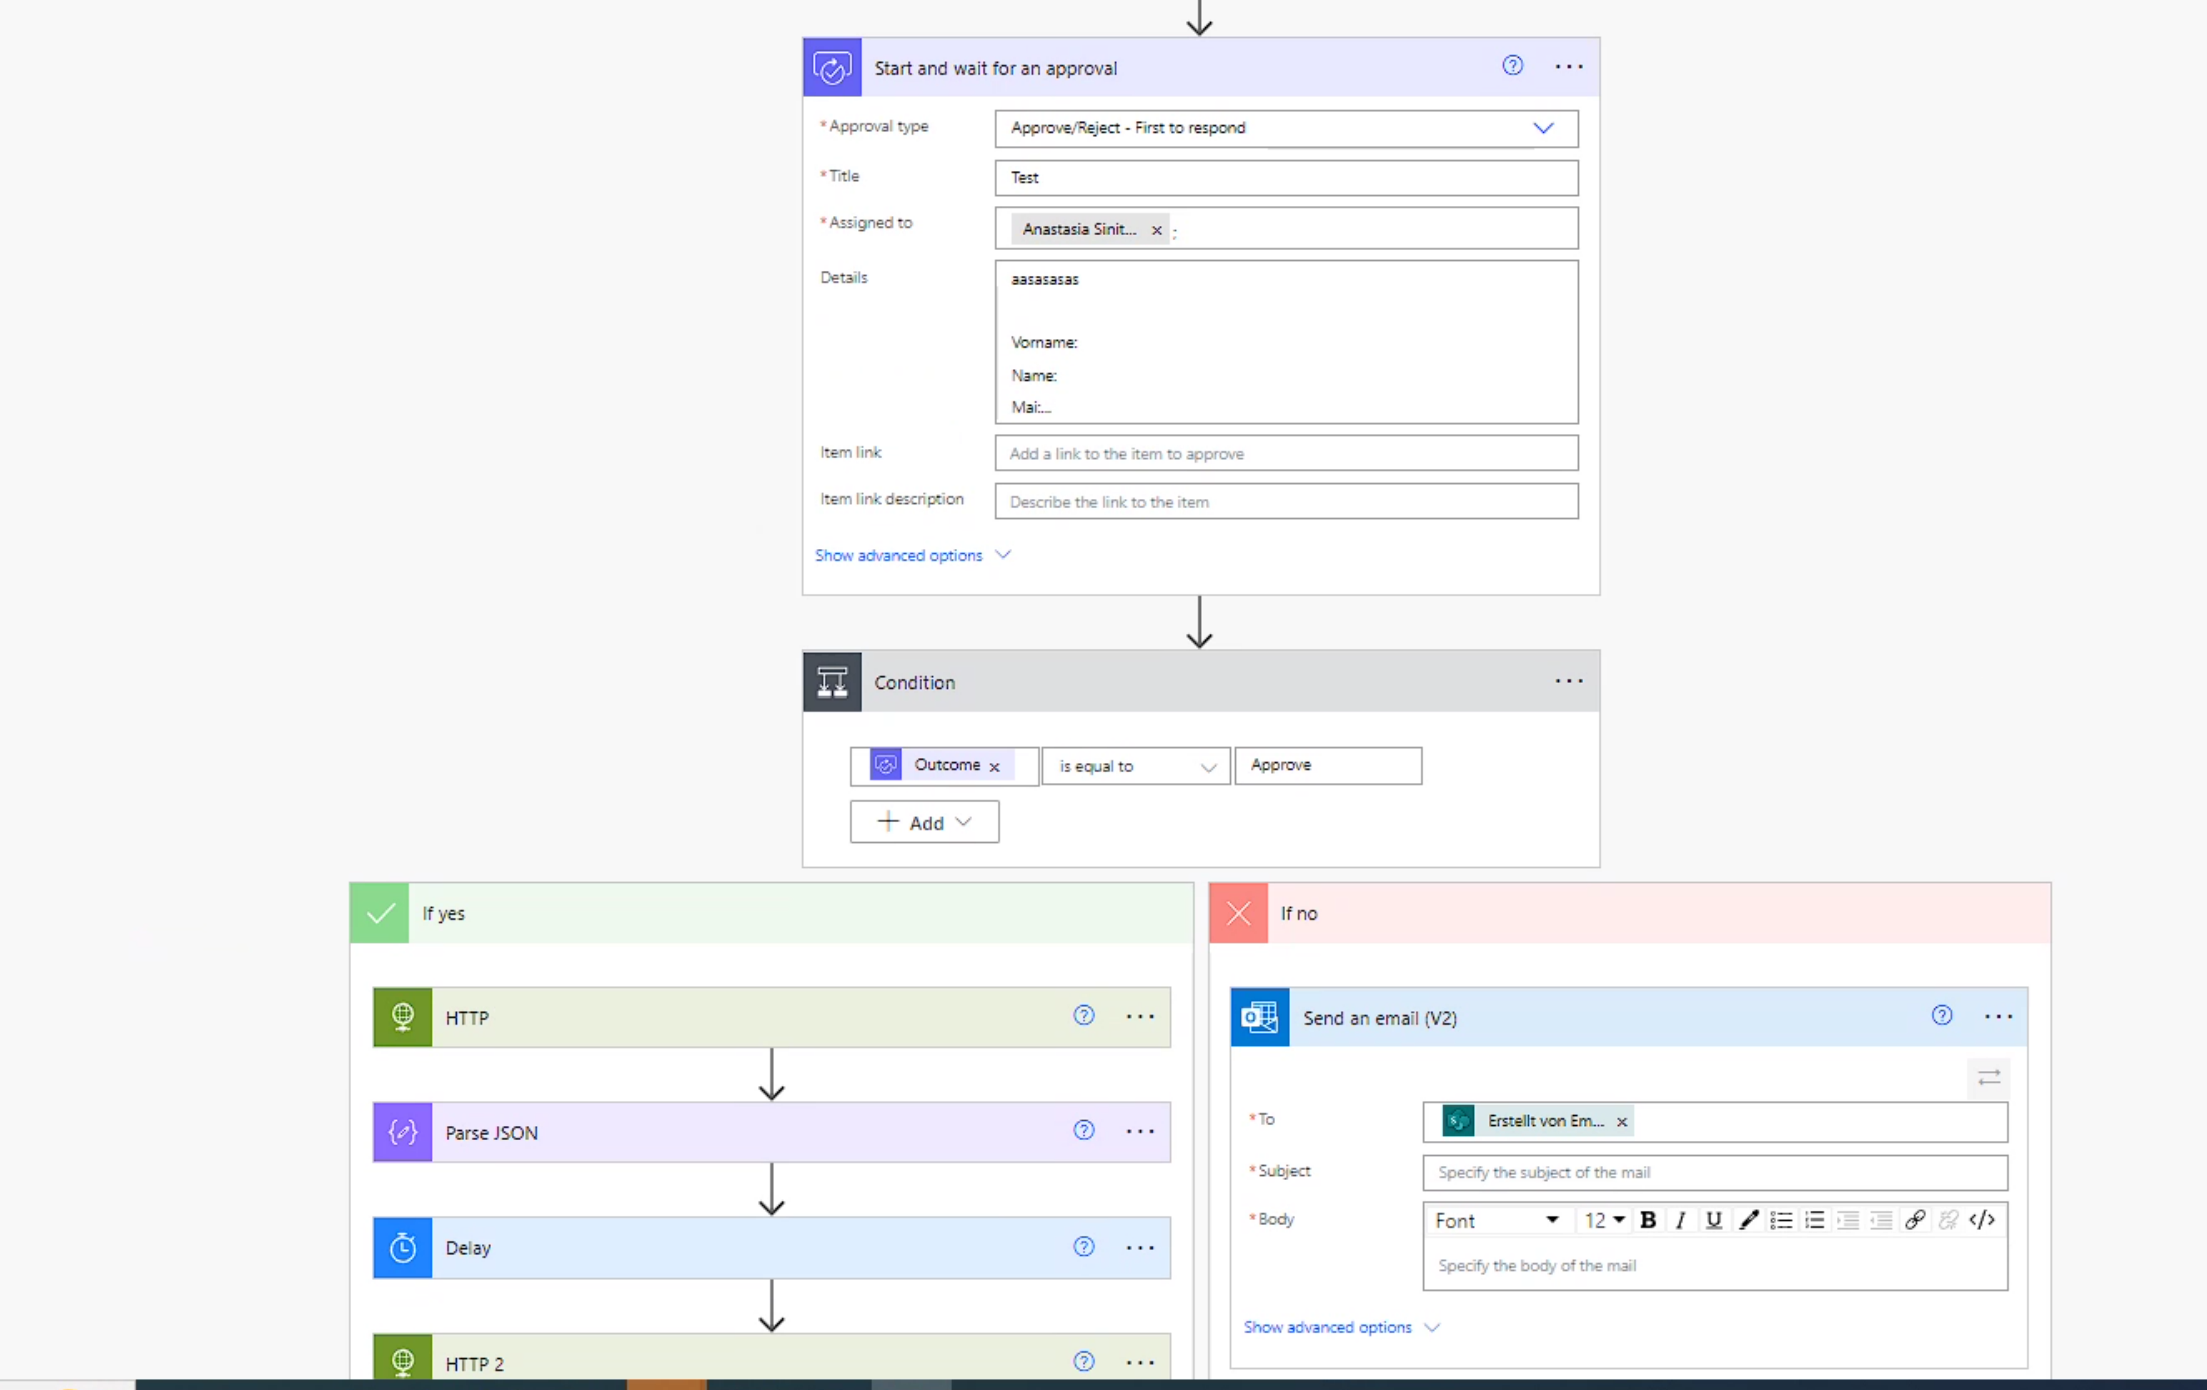 Start and wait for an approval
* Approval type
Approve/Reject - First to respond
* Title
Test
* Assigned to
Anastasia Sinit... × ;
Details
aasasasas
Vorname:
Name:
Mai:...
Item link
Add a link to the item to approve
Item link description
Describe the link to the item
Show advanced options
Condition
Outcome × is equal to Approve
+ Add
If yes
HTTP
Parse JSON
Delay
HTTP 2
If no
Send an email (V2)
* To
Erstellt von Em... ×
* Subject
Specify the subject of the mail
* Body
Font 12 B I U </>
Specify the body of the mail
Show advanced options